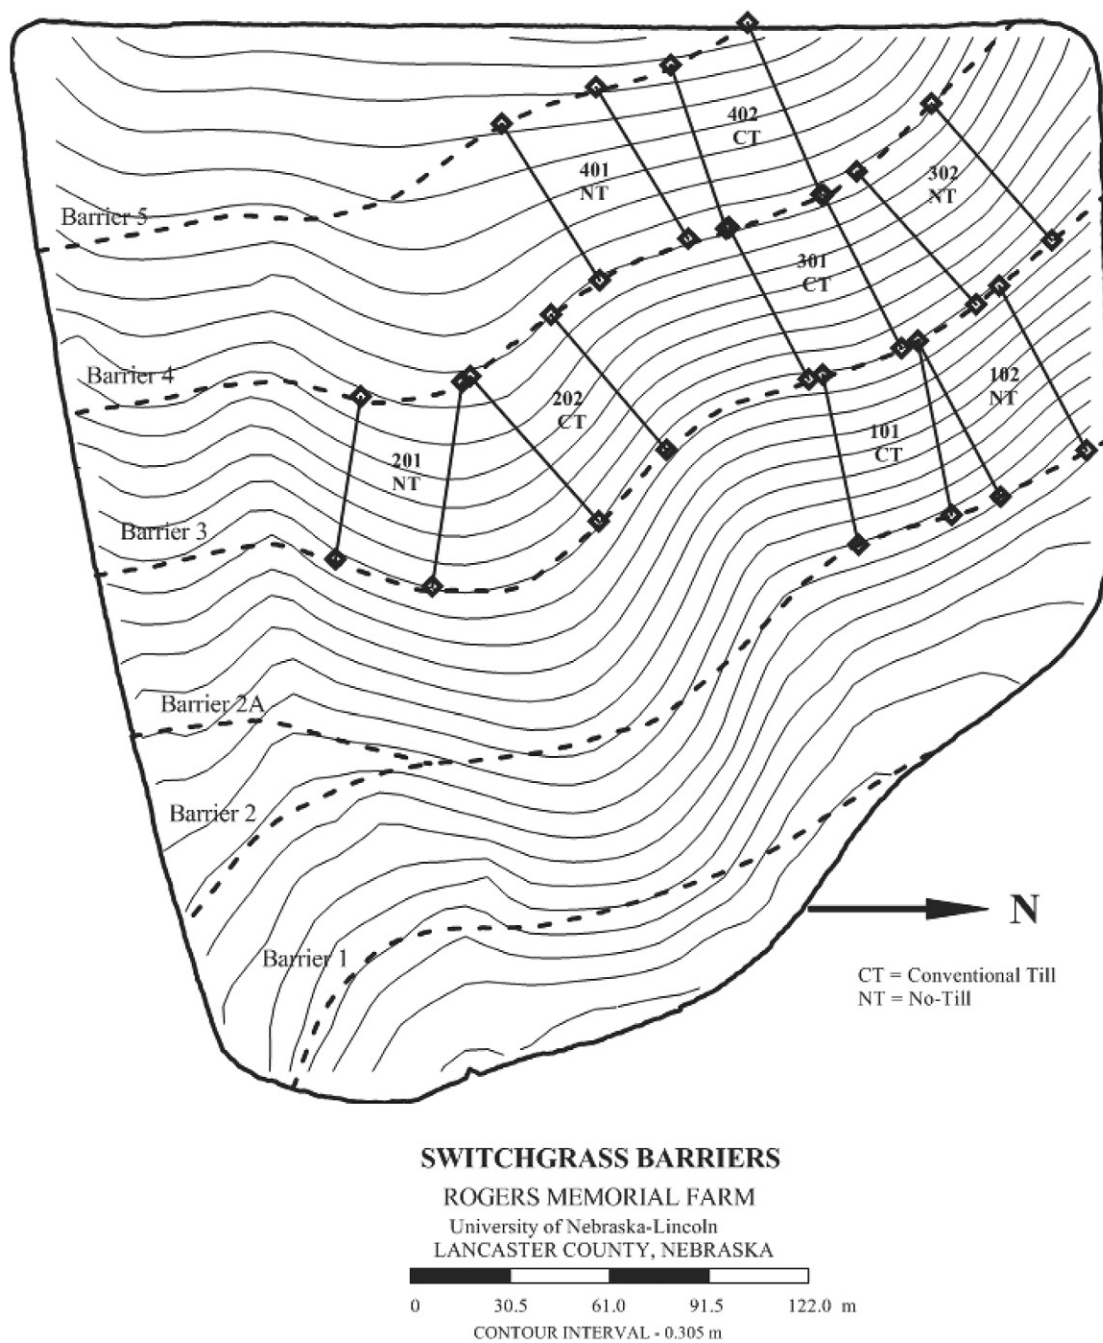 402
CT
401
NT
302
NT
Barrier 5
301
CT
Barrier 4
202
CT
102
NT
101
CT
201
NT
Barrier 3
Barrier 2A
Barrier 2
N
Barrier 1
CT = Conventional Till
NT = No-Till
SWITCHGRASS BARRIERS
ROGERS MEMORIAL FARM
University of Nebraska-Lincoln
LANCASTER COUNTY, NEBRASKA
0 30.5 61.0 91.5 122.0 m
CONTOUR INTERVAL - 0.305 m